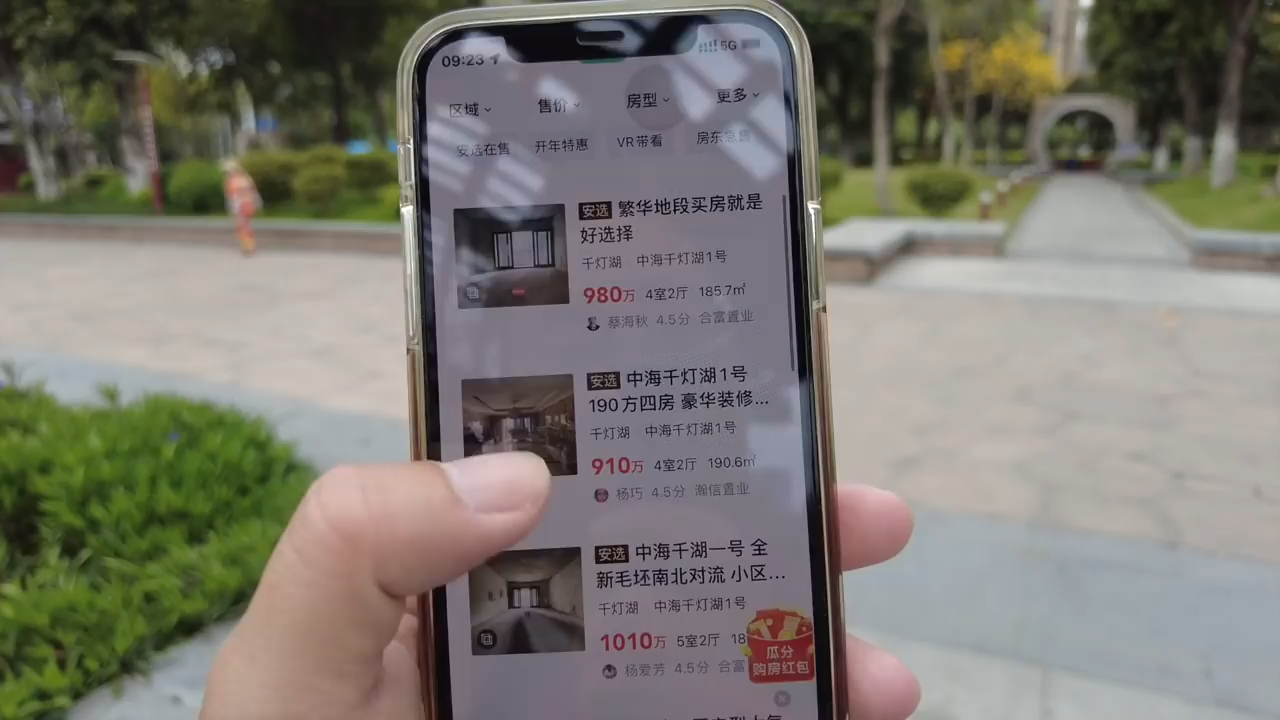 09:23
5G
区域 售价 房型 更多
安选在售 开年特惠 VR带看 房东急售
安选 繁华地段买房就是
好选择
千灯湖 中海千灯湖1号
980万 4室2厅 185.7㎡
蔡海秋 4.5分 合富置业
安选 中海千灯湖1号
190方四房 豪华装修...
千灯湖 中海千灯湖1号
910万 4室2厅 190.6㎡
杨巧 4.5分 瀚信置业
安选 中海千湖一号 全
新毛坯南北对流 小区...
千灯湖 中海千灯湖1号
1010万 5室2厅 18
杨爱芳 4.5分 合富
瓜分
购房红包